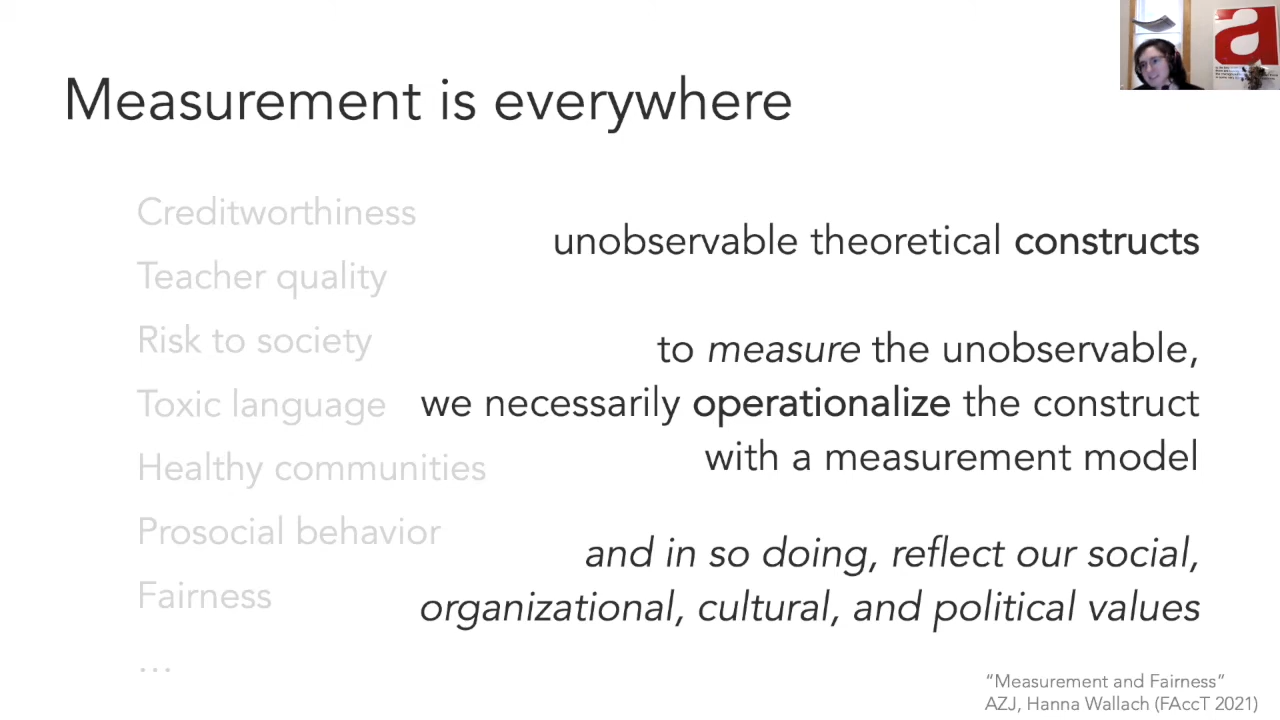 Measurement is everywhere
Creditworthiness
Teacher quality
Risk to society
Toxic language
Healthy communities
Prosocial behavior
Fairness
…
unobservable theoretical constructs
to measure the unobservable,
we necessarily operationalize the construct
with a measurement model
and in so doing, reflect our social,
organizational, cultural, and political values
"Measurement and Fairness"
AZJ, Hanna Wallach (FAccT 2021)
a